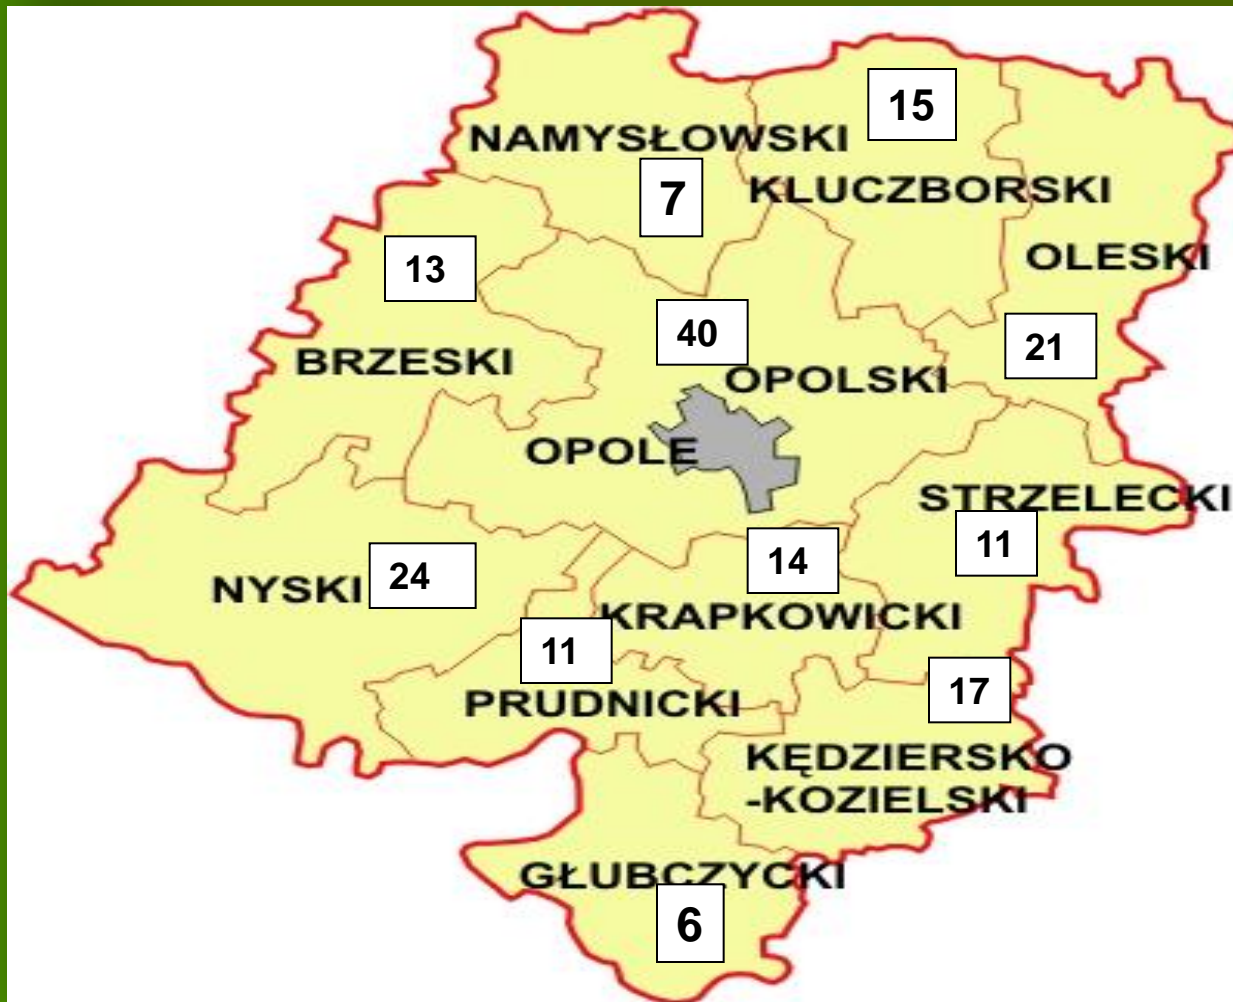 15
NAMYSŁOWSKI
7
KLUCZBORSKI
OLESKI
13
40
21
BRZESKI
OPOLSKI
OPOLE
STRZELECKI
11
14
NYSKI 24
KRAPKOWICKI
11
17
PRUDNICKI
KĘDZIERSKO
-KOZIELSKI
GŁUBCZYCKI
6